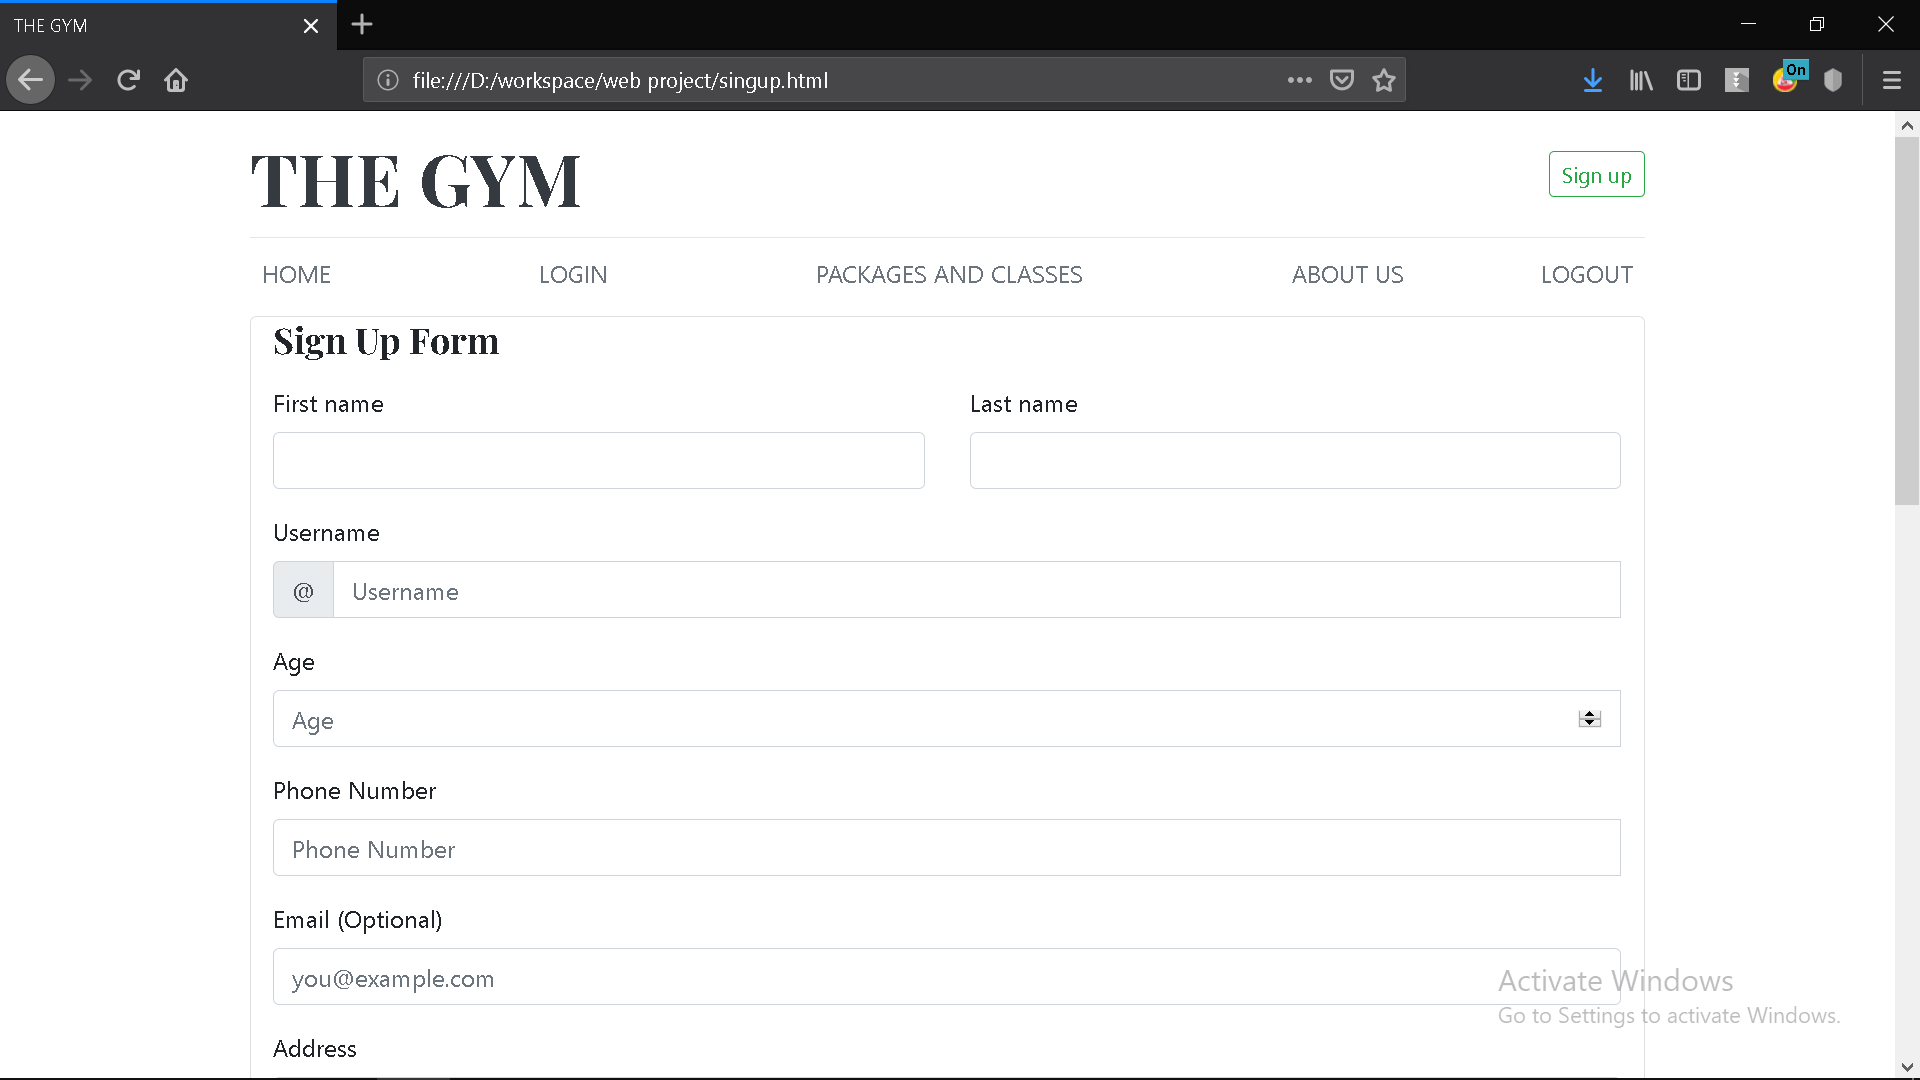 THE GYM
On
file:///D:/workspace/web project/singup.html
THE GYM
Sign up
HOME LOGIN PACKAGES AND CLASSES ABOUT US LOGOUT
Sign Up Form
First name Last name
Username
@ Username
Age
Age
Phone Number
Phone Number
Email (Optional)
you@example.com
Activate Windows
Go to Settings to activate Windows.
Address